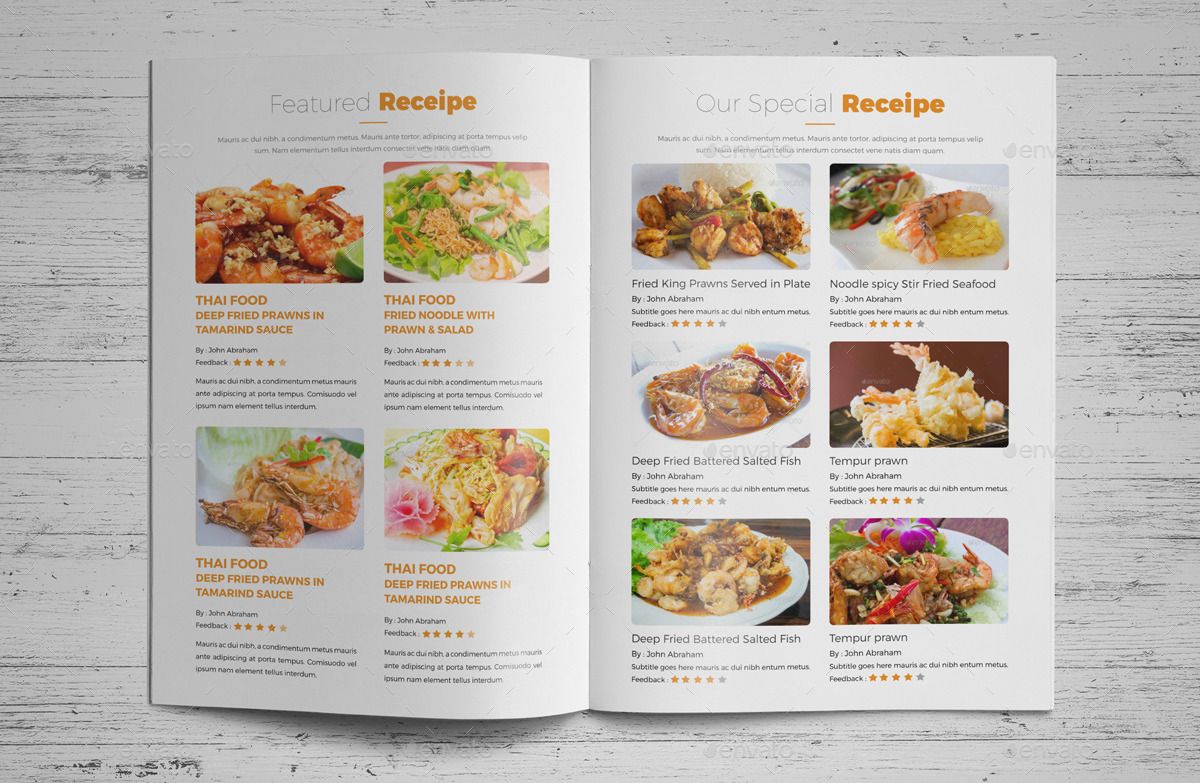 Featured Receipe
Mauris ac dui nibh, a condimentum metus. Mauris ante tortor, adipiscing at porta tempus velip
sum. Nam elementum tellus interdum consectet vene natis diam quam.
THAI FOOD
DEEP FRIED PRAWNS IN
TAMARIND SAUCE
By : John Abraham
Feedback :
Mauris ac dui nibh, a condimentum metus mauris
ante adipiscing at porta tempus. Comisuodo vel
ipsum nam element tellus interdum.
THAI FOOD
FRIED NOODLE WITH
PRAWN & SALAD
By : John Abraham
Feedback :
Mauris ac dui nibh, a condimentum metus mauris
ante adipiscing at porta tempus. Comisuodo vel
ipsum nam element tellus interdum.
THAI FOOD
DEEP FRIED PRAWNS IN
TAMARIND SAUCE
By : John Abraham
Feedback :
Mauris ac dui nibh, a condimentum metus mauris
ante adipiscing at porta tempus. Comisuodo vel
ipsum nam element tellus interdum.
THAI FOOD
DEEP FRIED PRAWNS IN
TAMARIND SAUCE
By : John Abraham
Feedback :
Mauris ac dui nibh, a condimentum metus mauris
ante adipiscing at porta tempus. Comisuodo vel
ipsum nam element tellus interdum.
Our Special Receipe
Mauris ac dui nibh, a condimentum metus. Mauris ante tortor, adipiscing at porta tempus velip
sum. Nam elementum tellus interdum consectet vene natis diam quam.
Fried King Prawns Served in Plate
By : John Abraham
Subtitle goes here mauris ac dui nibh entum metus.
Feedback :
Noodle spicy Stir Fried Seafood
By : John Abraham
Subtitle goes here mauris ac dui nibh entum metus.
Feedback :
Deep Fried Battered Salted Fish
By : John Abraham
Subtitle goes here mauris ac dui nibh entum metus.
Feedback :
Tempur prawn
By : John Abraham
Subtitle goes here mauris ac dui nibh entum metus.
Feedback :
Deep Fried Battered Salted Fish
By : John Abraham
Subtitle goes here mauris ac dui nibh entum metus.
Feedback :
Tempur prawn
By : John Abraham
Subtitle goes here mauris ac dui nibh entum metus.
Feedback :
envato
envato
envato
envato
envato
envato
envato
envato